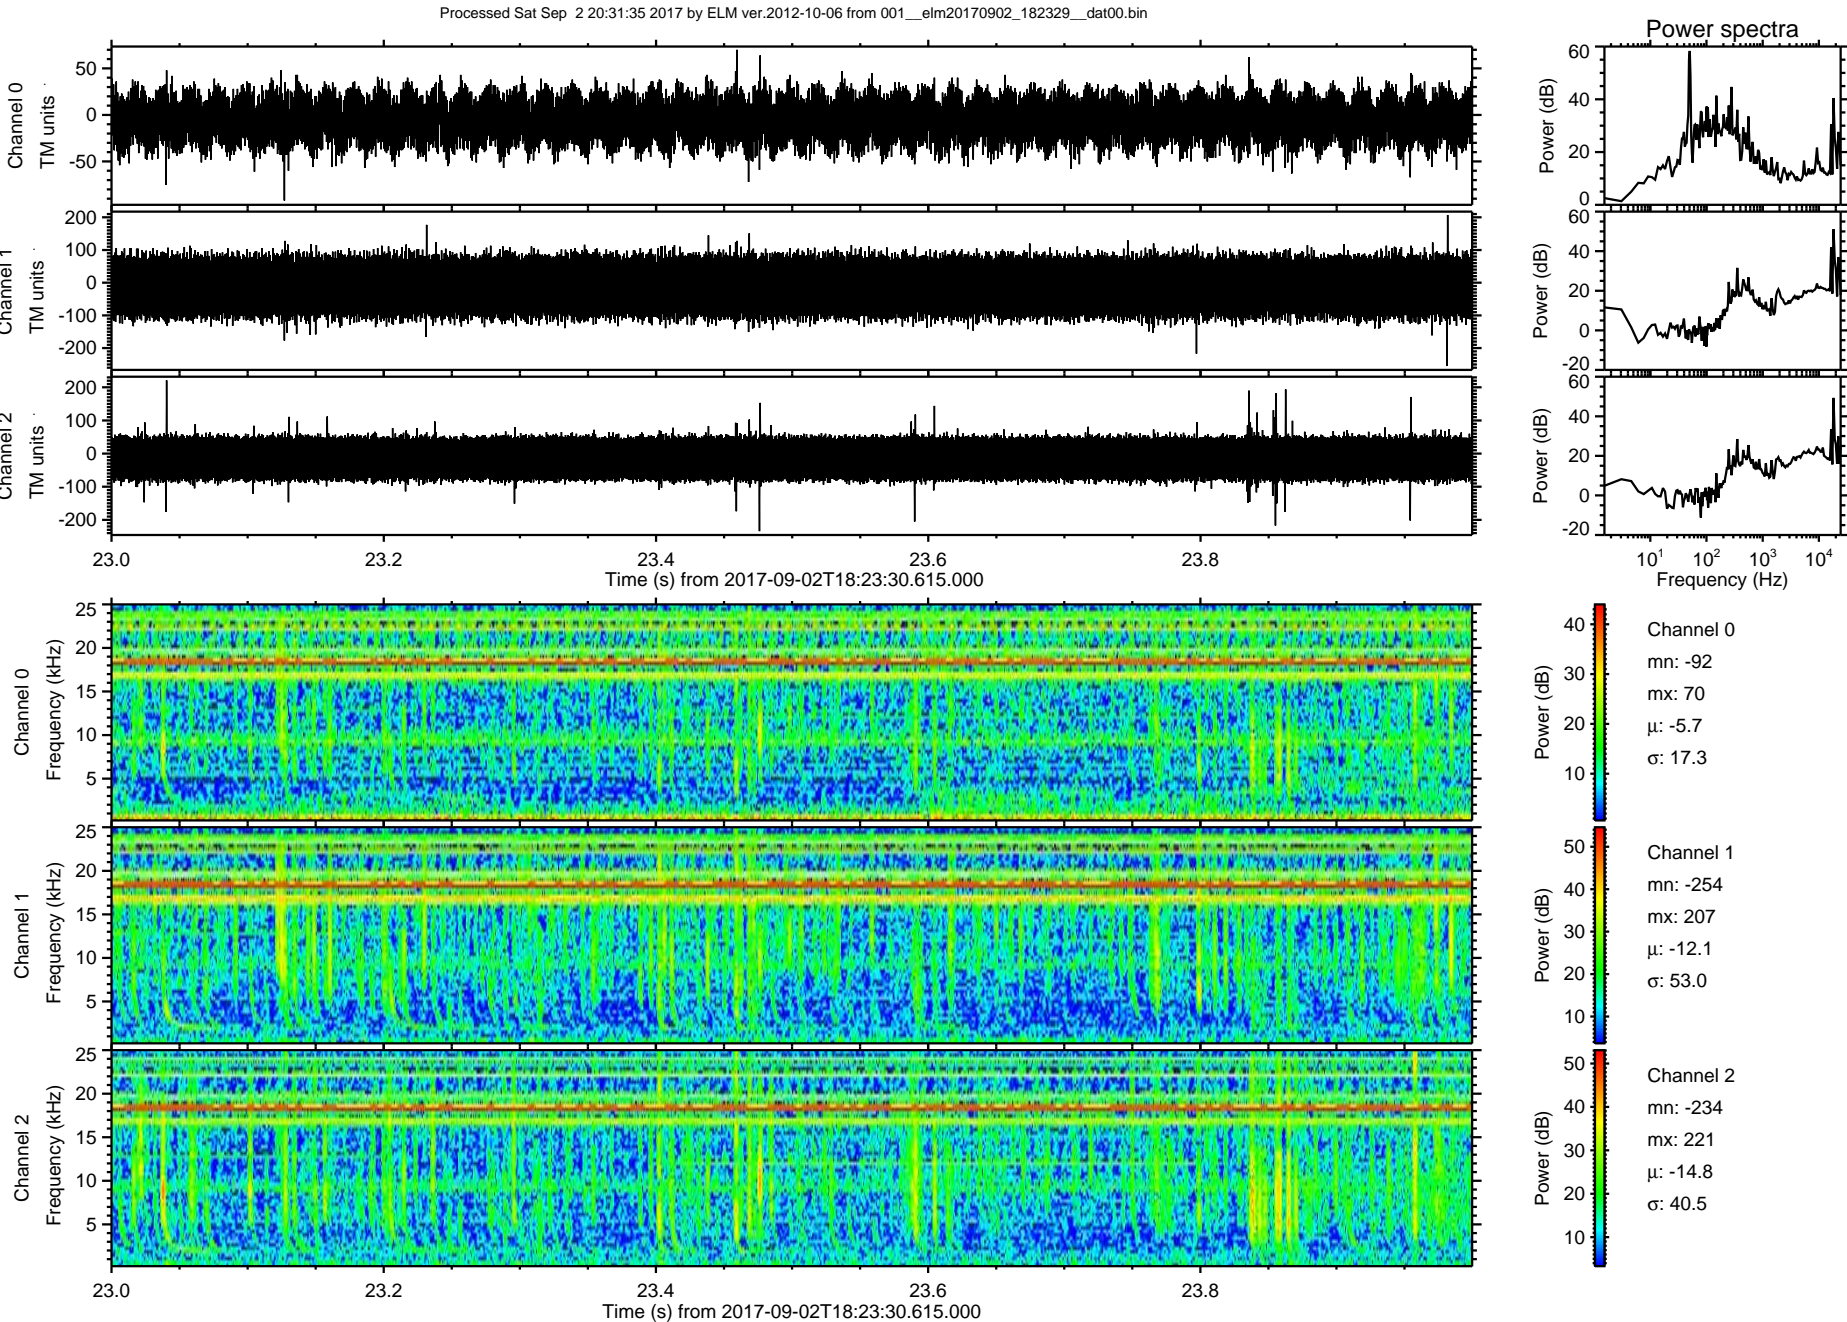 Processed Sat Sep 2 20:31:35 2017 by ELM ver.2012-10-06 from 001__elm20170902_182329__dat00.bin
Power spectra
Channel 0
TM units
50
0
-50
Power (dB)
60
40
20
0
Channel 1
TM units
200
100
0
-100
-200
Power (dB)
60
40
20
0
-20
Channel 2
TM units
200
100
0
-100
-200
Power (dB)
60
40
20
0
-20
23.0 23.2 23.4 23.6 23.8
Time (s) from 2017-09-02T18:23:30.615.000
10^1 10^2 10^3 10^4
Frequency (Hz)
Channel 0
Frequency (kHz)
25
20
15
10
5
Power (dB)
40
30
20
10
Channel 0
mn: -92
mx: 70
μ: -5.7
σ: 17.3
Channel 1
Frequency (kHz)
25
20
15
10
5
Power (dB)
50
40
30
20
10
Channel 1
mn: -254
mx: 207
μ: -12.1
σ: 53.0
Channel 2
Frequency (kHz)
25
20
15
10
5
Power (dB)
50
40
30
20
10
Channel 2
mn: -234
mx: 221
μ: -14.8
σ: 40.5
23.0 23.2 23.4 23.6 23.8
Time (s) from 2017-09-02T18:23:30.615.000